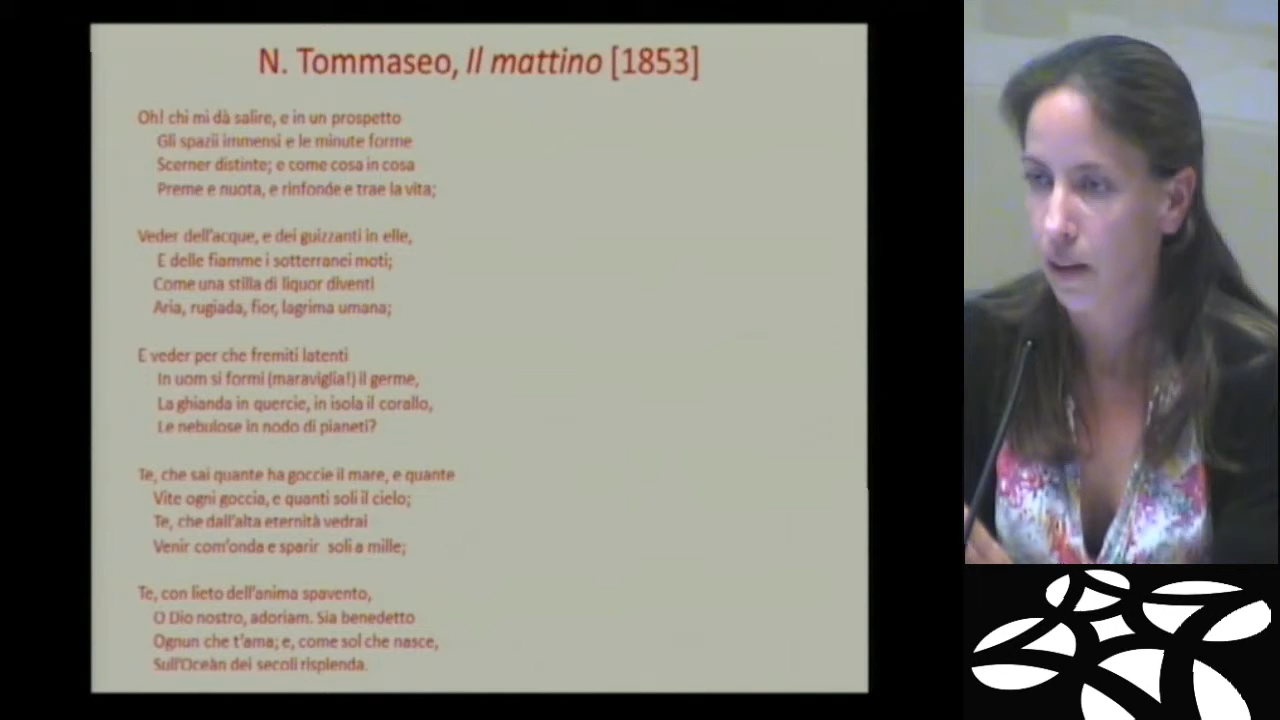 N. Tommaseo, Il mattino [1853]
Oh! chi mi dà salire, e in un prospetto
Gli spazii immensi e le minute forme
Scerner distinte; e come cosa in cosa
Preme e nuota, e rinfonde e trae la vita;
Veder dell'acque, e dei guizzanti in elle,
E delle fiamme i sotterranei moti;
Come una stilla di liquor diventi
Aria, rugiada, fior, lagrima umana;
E veder per che fremiti latenti
In uom si formi (maraviglia!) il germe,
La ghianda in quercie, in isola il corallo,
Le nebulose in nodo di pianeti?
Te, che sai quante ha goccie il mare, e quante
Vite ogni goccia, e quanti soli il cielo;
Te, che dall'alta eternità vedrai
Venir com'onda e sparir soli a mille;
Te, con lieto dell'anima spavento,
O Dio nostro, adoriam. Sia benedetto
Ognun che t'ama; e, come sol che nasce,
Sull'Oceàn dei secoli risplenda.